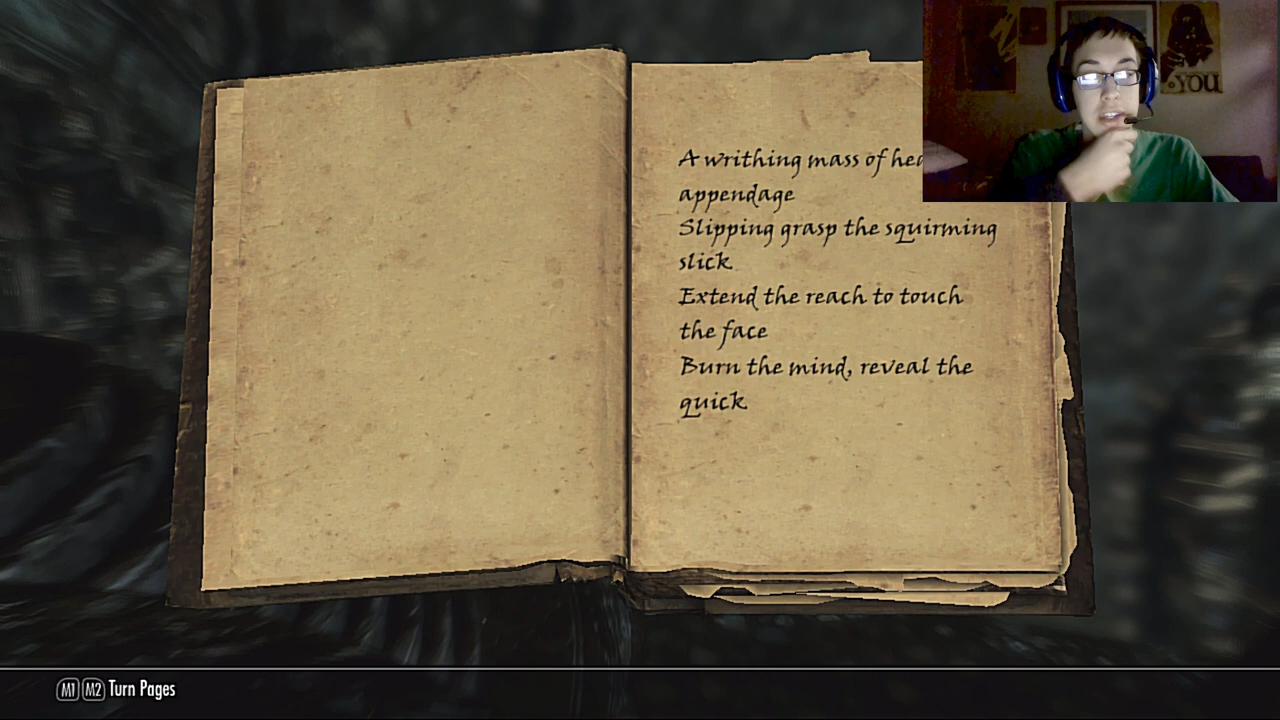 A writhing mass of
appendage
Slipping grasp the squirming
slick
Extend the reach to touch
the face
Burn the mind, reveal the
quick
YOU
M1 M2 Turn Pages